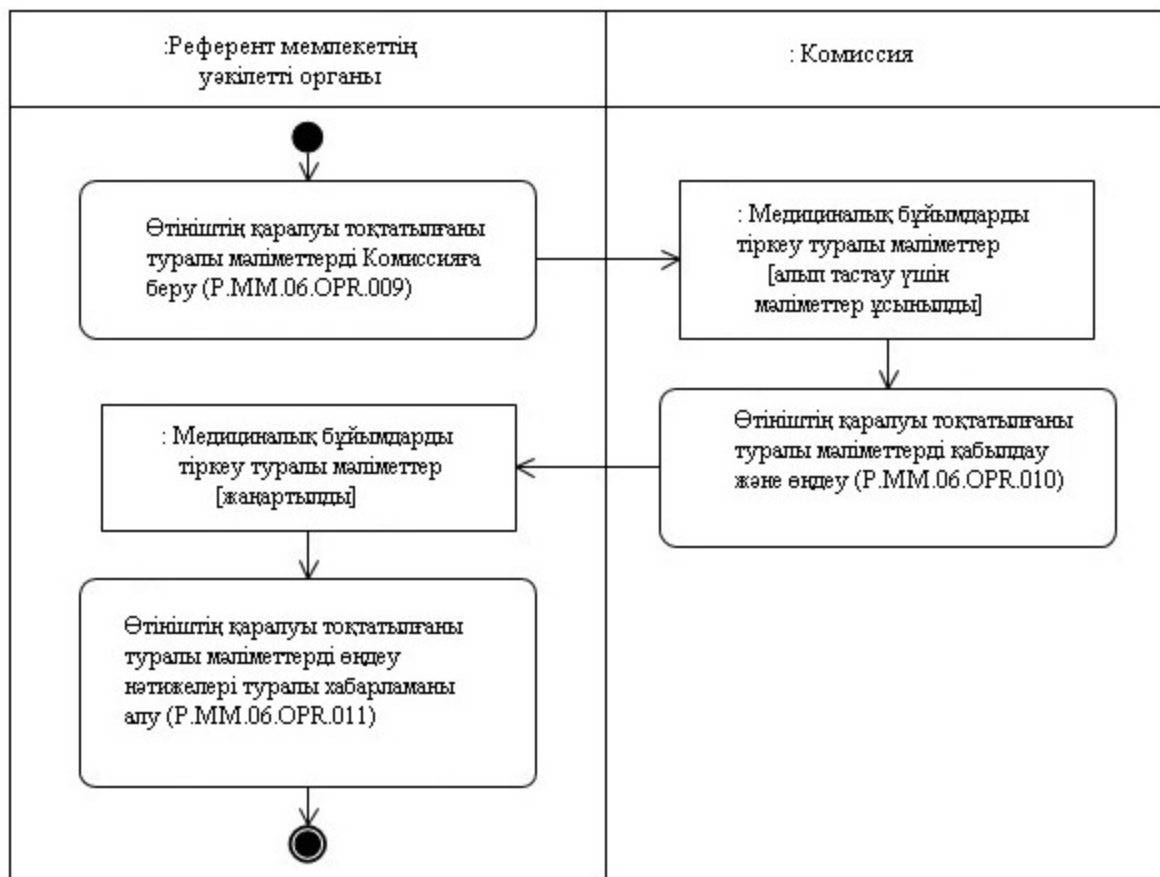 :Референт мемлекеттің
уәкілетті органы
: Комиссия
Өтініштің қаралуы тоқтатылғаны
туралы мәліметтерді Комиссияға
беру (P.MM.06.OPR.009)
: Медициналық бұйымдарды
тіркеу туралы мәліметтер
[алып тастау үшін
мәліметтер ұсынылды]
: Медициналық бұйымдарды
тіркеу туралы мәліметтер
[жаңартылды]
Өтініштің қаралуы тоқтатылғаны
туралы мәліметтерді қабылдау
және өңдеу (P.MM.06.OPR.010)
Өтініштің қаралуы тоқтатылғаны
туралы мәліметтерді өңдеу
нәтижелері туралы хабарламаны
алу (P.MM.06.OPR.011)